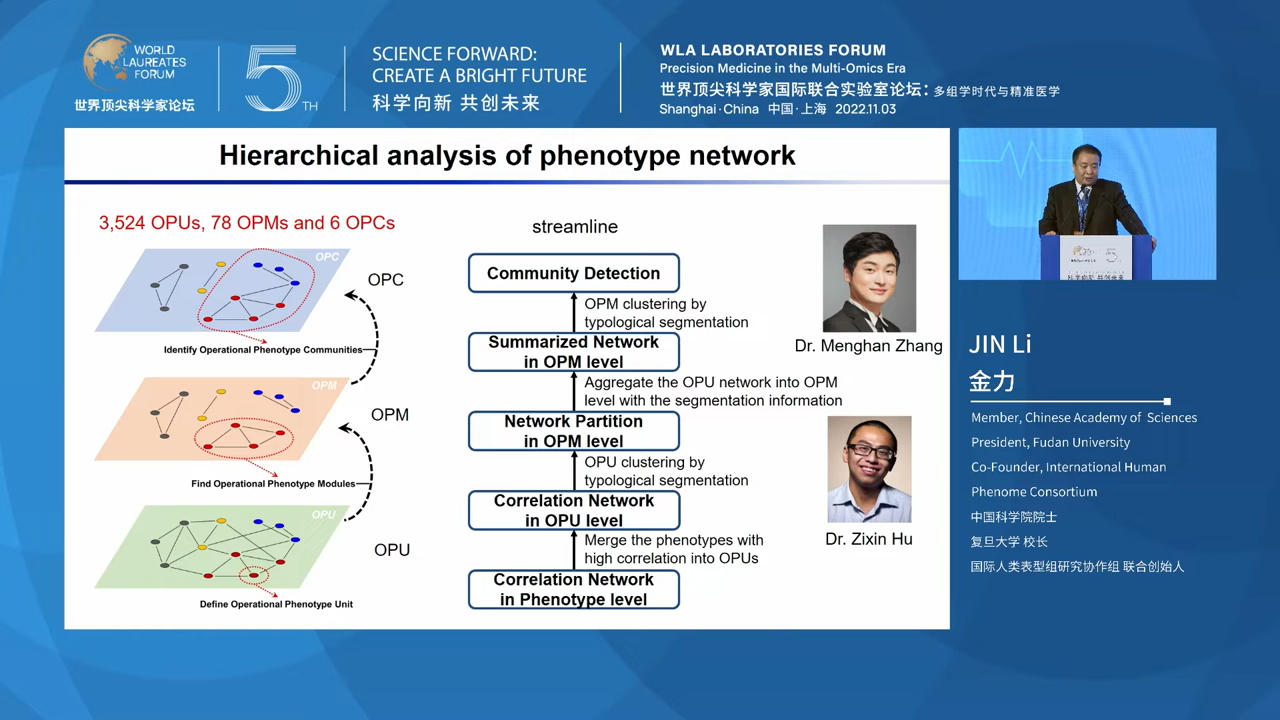 WORLD
LAUREATES
FORUM
世界顶尖科学家论坛
5TH
SCIENCE FORWARD:
CREATE A BRIGHT FUTURE
科学向新 共创未来
WLA LABORATORIES FORUM
Precision Medicine in the Multi-Omics Era
世界顶尖科学家国际联合实验室论坛：多组学时代与精准医学
Shanghai·China 中国·上海 2022.11.03
Hierarchical analysis of phenotype network
3,524 OPUs, 78 OPMs and 6 OPCs
OPC
OPC
Identify Operational Phenotype Communities
OPM
OPM
Find Operational Phenotype Modules
OPU
OPU
Define Operational Phenotype Unit
streamline
Community Detection
OPM clustering by
typological segmentation
Summarized Network
in OPM level
Aggregate the OPU network into OPM
level with the segmentation information
Network Partition
in OPM level
OPU clustering by
typological segmentation
Correlation Network
in OPU level
Merge the phenotypes with
high correlation into OPUs
Correlation Network
in Phenotype level
Dr. Menghan Zhang
Dr. Zixin Hu
科学向新 共创未来
JIN Li
金力
Member, Chinese Academy of Sciences
President, Fudan University
Co-Founder, International Human
Phenome Consortium
中国科学院院士
复旦大学 校长
国际人类表型组研究协作组 联合创始人